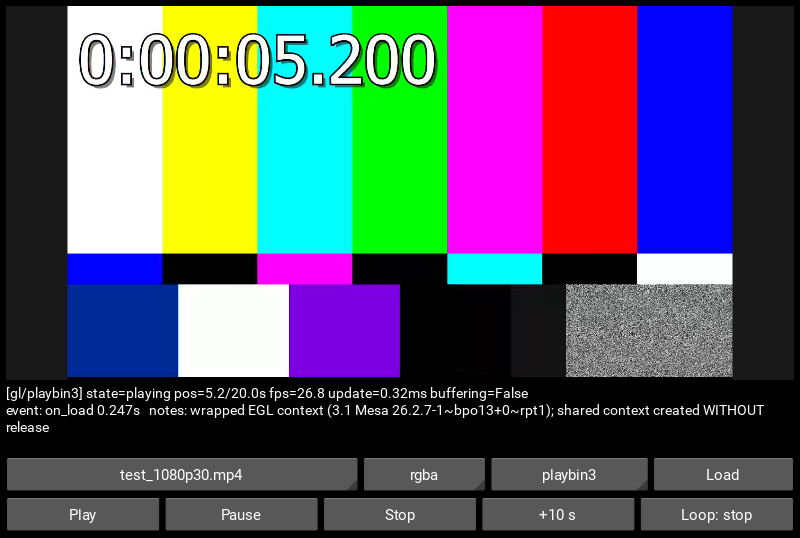 0:00:05.200
[gl/playbin3] state=playing pos=5.2/20.0s fps=26.8 update=0.32ms buffering=False
event: on_load 0.247s   notes: wrapped EGL context (3.1 Mesa 26.2.7-1~bpo13+0~rpt1); shared context created WITHOUT
release
test_1080p30.mp4 rgba playbin3 Load
Play Pause Stop +10 s Loop: stop